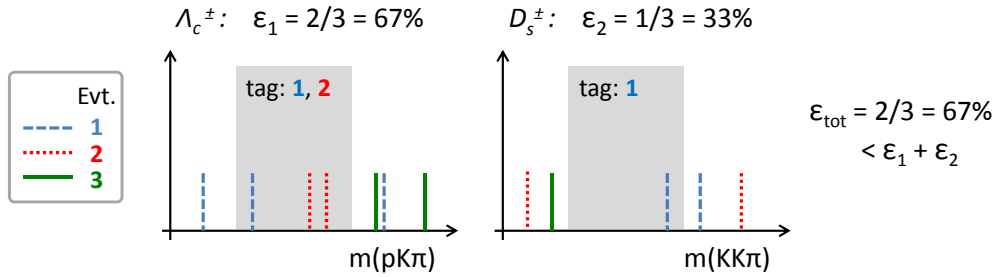 Λc±: ε1 = 2/3 = 67%
Ds±: ε2 = 1/3 = 33%
Evt.
1
2
3
tag: 1, 2
tag: 1
εtot = 2/3 = 67%
< ε1 + ε2
m(pKπ)
m(KKπ)